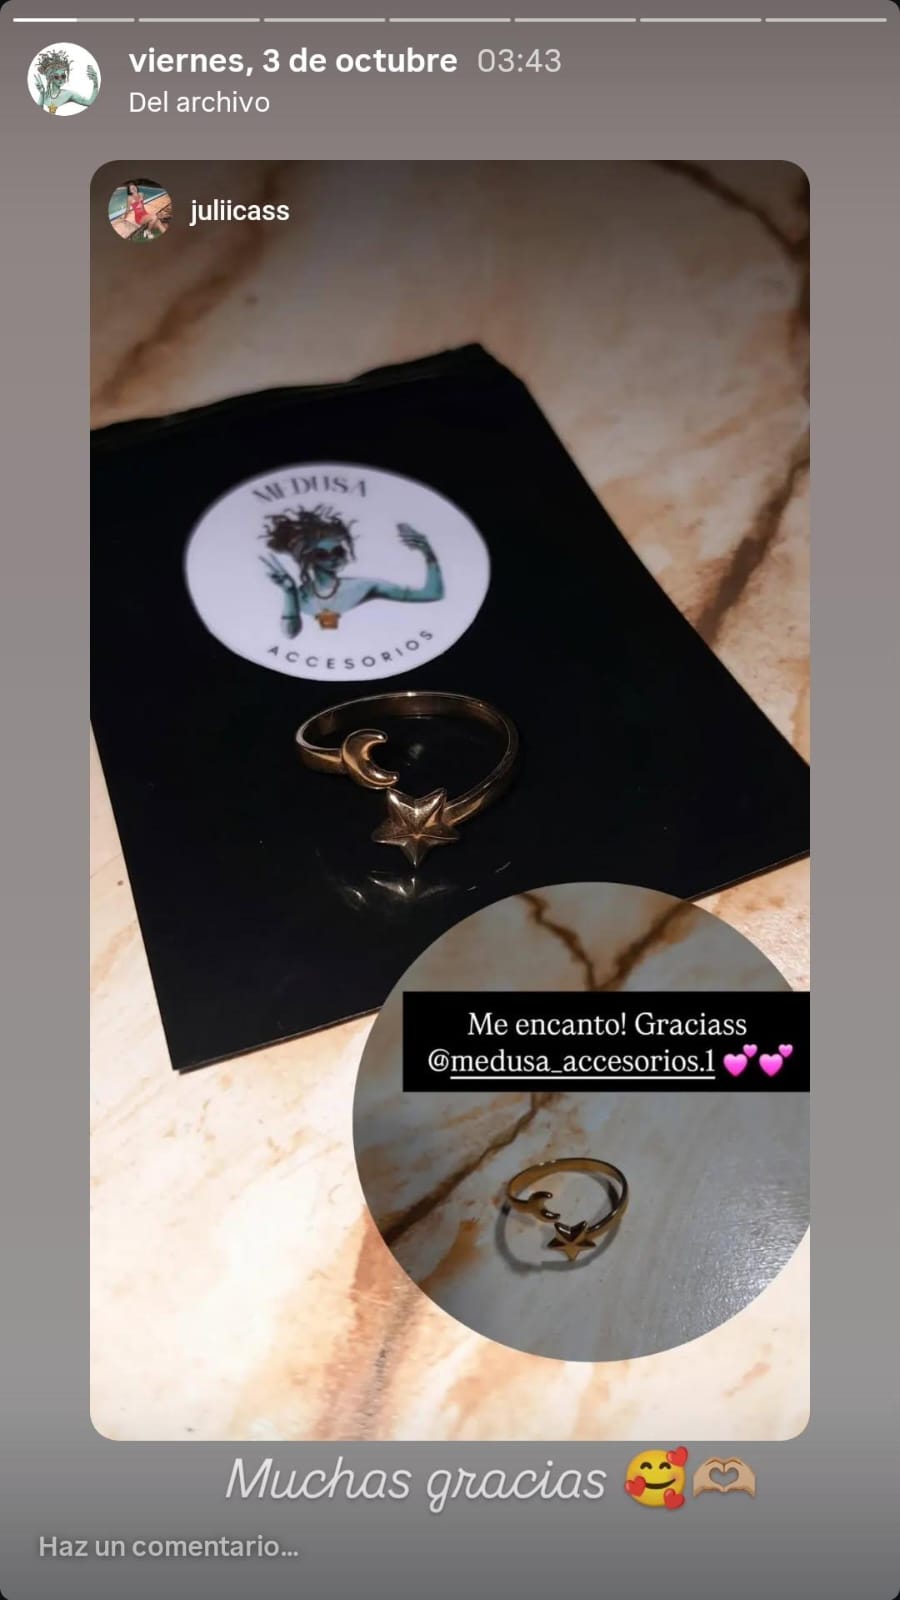 viernes, 3 de octubre 03:43
Del archivo
juliicass
MEDUSA
ACCESORIOS
Me encanto! Graciass
@medusa_accesorios.1 💕💕
Muchas gracias 🥰🫶🏼
Haz un comentario...